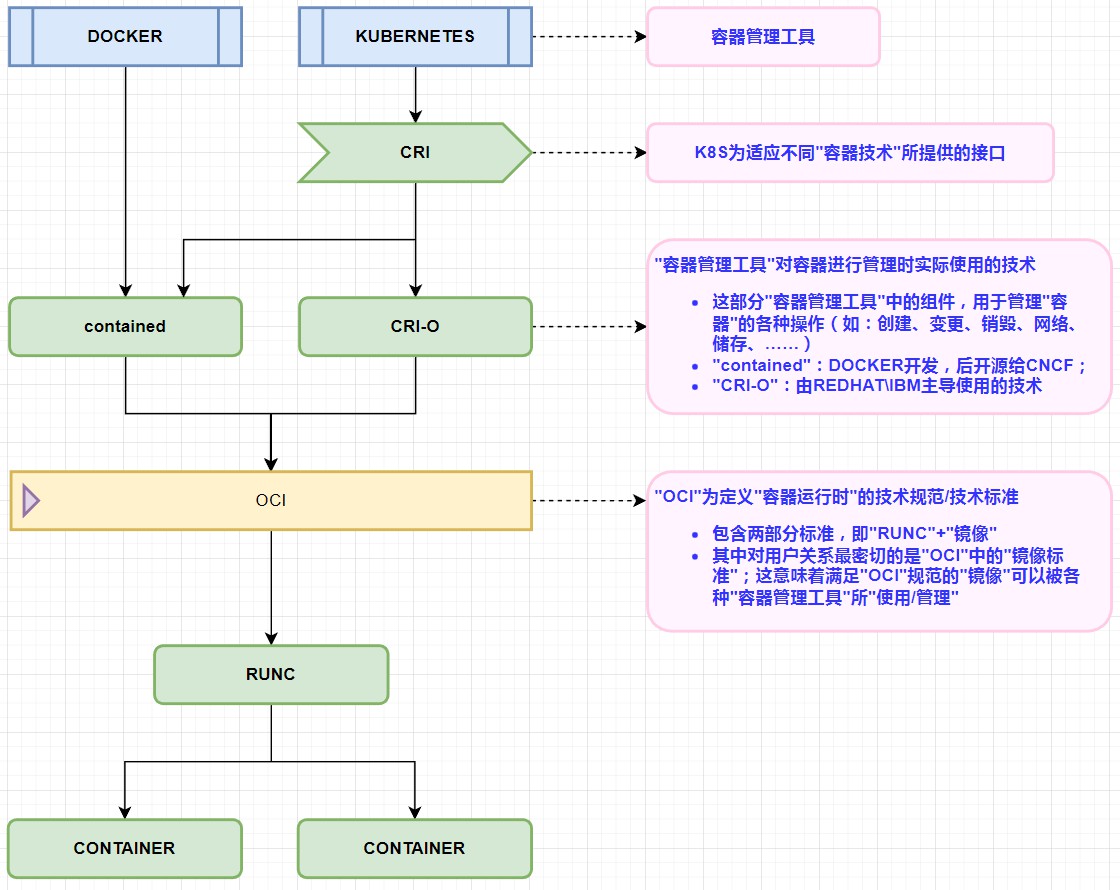 DOCKER
KUBERNETES
容器管理工具
CRI
K8S为适应不同"容器技术"所提供的接口
contained
CRI-O
"容器管理工具"对容器进行管理时实际使用的技术
这部分"容器管理工具"中的组件，用于管理"容
器"的各种操作（如：创建、变更、销毁、网络、
储存、......）
"contained"：DOCKER开发，后开源给CNCF；
"CRI-O"：由REDHAT\IBM主导使用的技术
OCI
"OCI"为定义"容器运行时"的技术规范/技术标准
包含两部分标准，即"RUNC"+"镜像"
其中对用户关系最密切的是"OCI"中的"镜像标
准"；这意味着满足"OCI"规范的"镜像"可以被各
种"容器管理工具"所"使用/管理"
RUNC
CONTAINER
CONTAINER